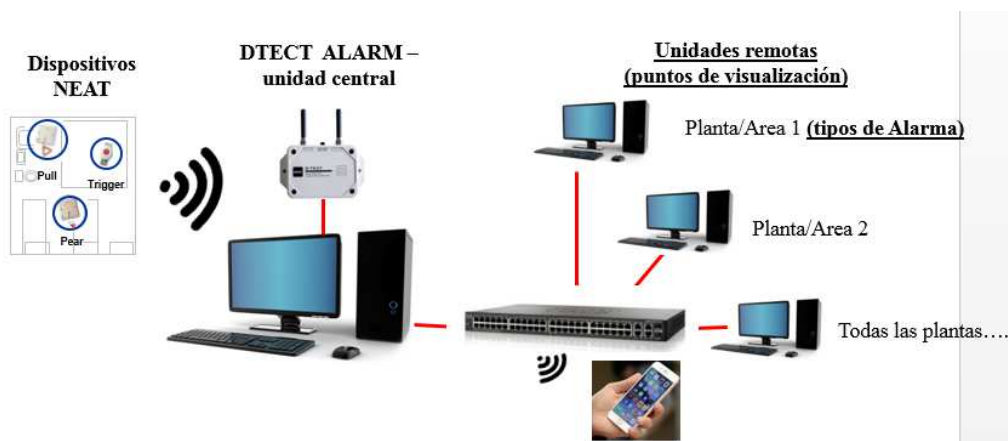 Dispositivos
NEAT
Pull
Trigger
Pear
DTECT ALARM –
unidad central
Unidades remotas
(puntos de visualización)
Planta/Area 1 (tipos de Alarma)
Planta/Area 2
Todas las plantas….